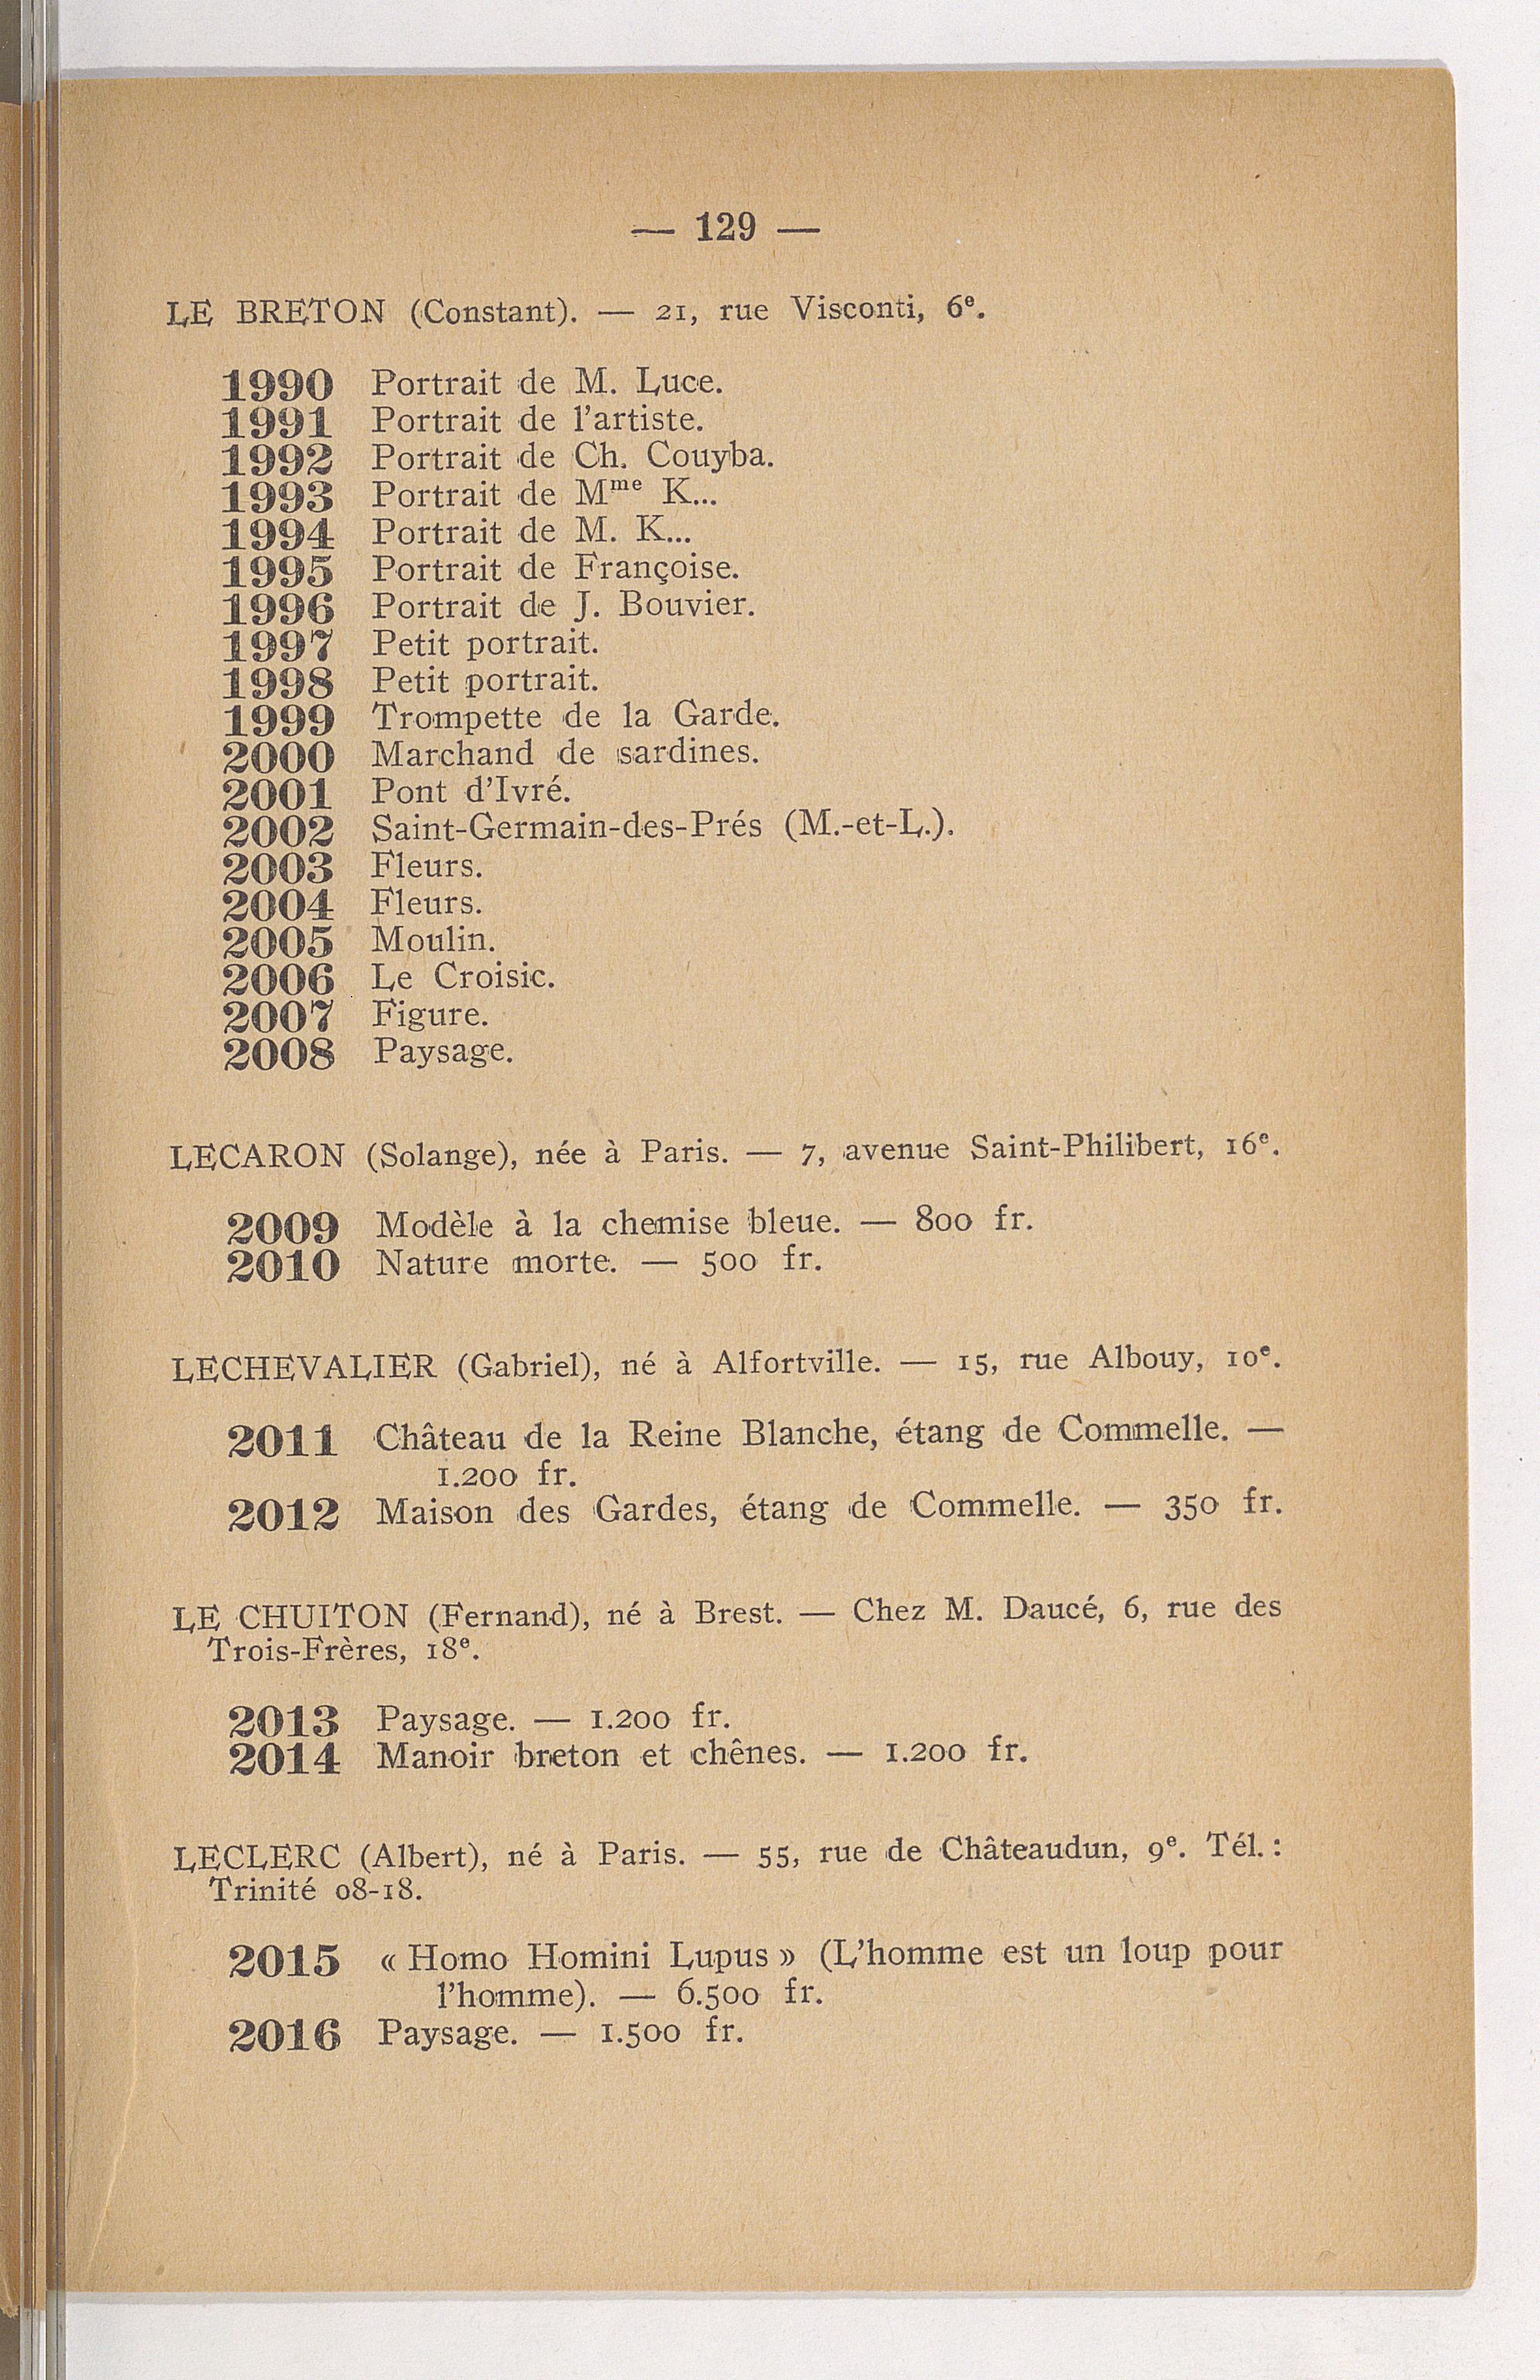 — 129 —
LE BRETON (Constant). — 21, rue Visconti, 6e.
1990 Portrait de M. Luce.
1991 Portrait de l'artiste.
1992 Portrait de Ch. Couyba.
1993 Portrait de Mme K...
1994 Portrait de M. K...
1995 Portrait de Françoise.
1996 Portrait de J. Bouvier.
1997 Petit portrait.
1998 Petit portrait.
1999 Trompette de la Garde.
2000 Marchand de sardines.
2001 Pont d'Ivré.
2002 Saint-Germain-des-Prés (M.-et-L.).
2003 Fleurs.
2004 Fleurs.
2005 Moulin.
2006 Le Croisic.
2007 Figure.
2008 Paysage.
LECARON (Solange), née à Paris. — 7, avenue Saint-Philibert, 16e.
2009 Modèle à la chemise bleue. — 800 fr.
2010 Nature morte. — 500 fr.
LECHEVALIER (Gabriel), né à Alfortville. — 15, rue Albouy, 10e.
2011 Château de la Reine Blanche, étang de Commelle. —
1.200 fr.
2012 Maison des Gardes, étang de Commelle. — 350 fr.
LE CHUITON (Fernand), né à Brest. — Chez M. Daucé, 6, rue des
Trois-Frères, 18e.
2013 Paysage. — 1.200 fr.
2014 Manoir breton et chênes. — 1.200 fr.
LECLERC (Albert), né à Paris. — 55, rue de Châteaudun, 9e. Tél. :
Trinité 08-18.
2015 « Homo Homini Lupus » (L'homme est un loup pour
l'homme). — 6.500 fr.
2016 Paysage. — 1.500 fr.